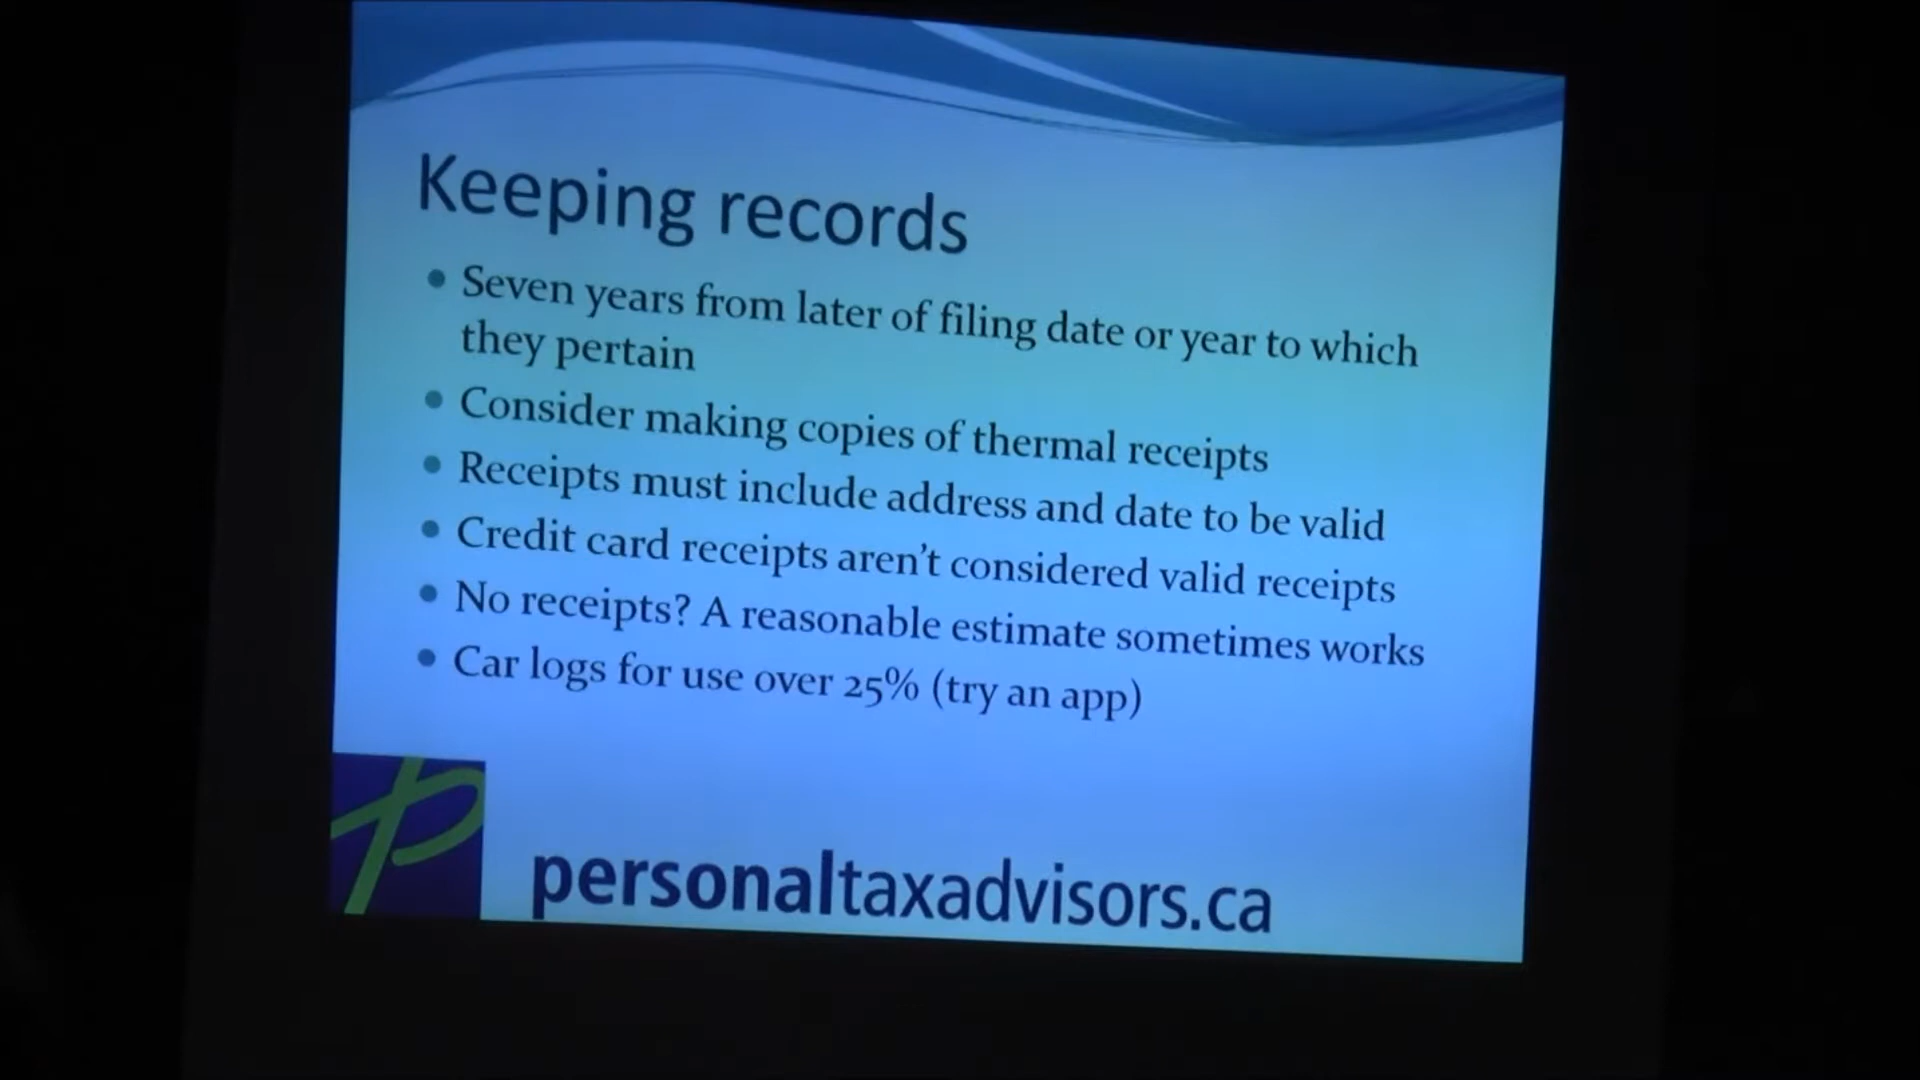 Keeping records
• Seven years from later of filing date or year to which
they pertain
• Consider making copies of thermal receipts
• Receipts must include address and date to be valid
• Credit card receipts aren't considered valid receipts
• No receipts? A reasonable estimate sometimes works
• Car logs for use over 25% (try an app)
personaltaxadvisors.ca